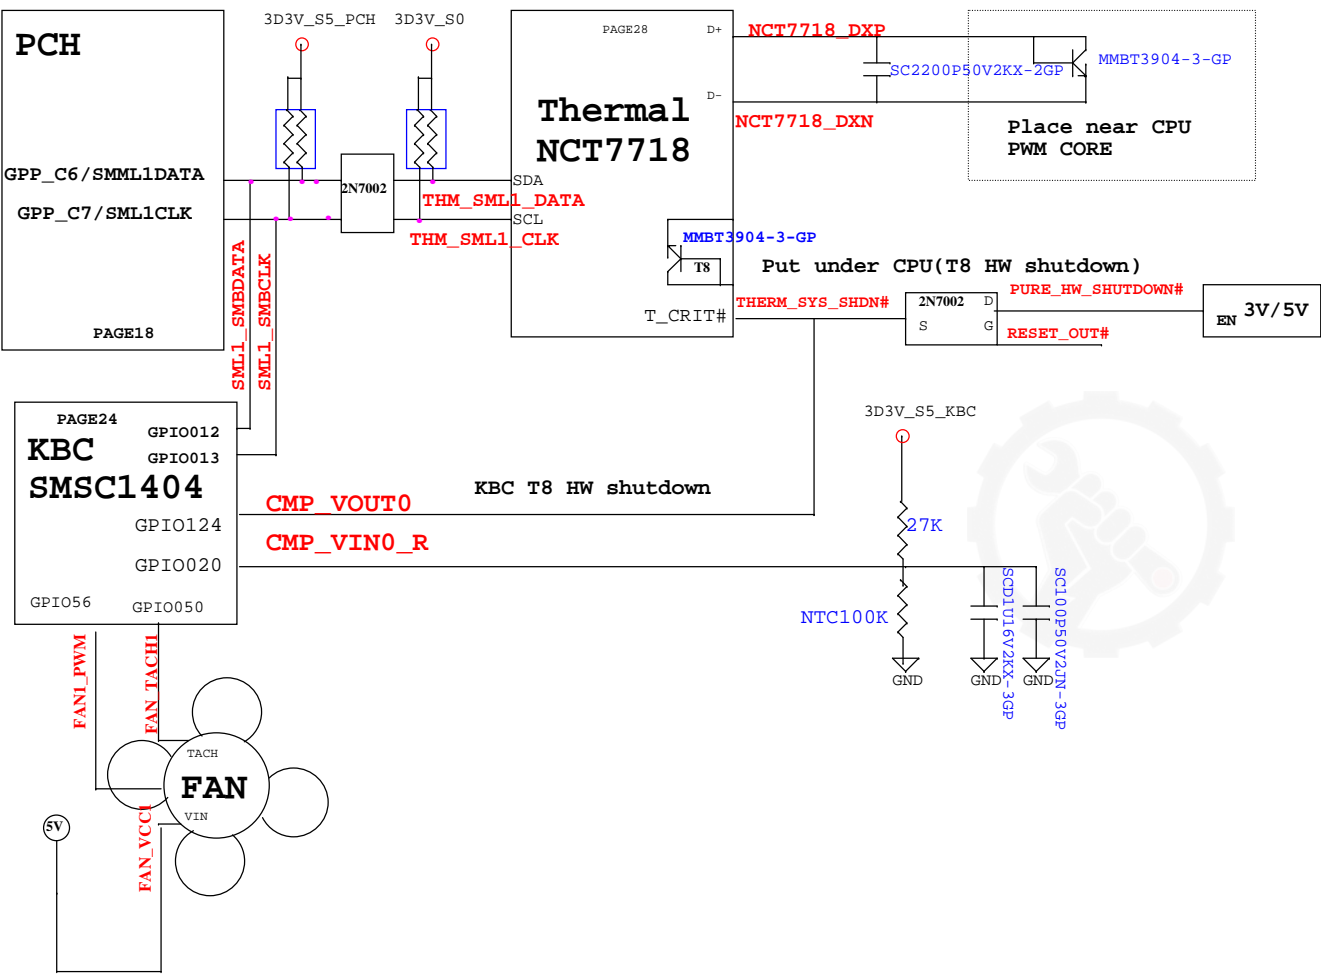 3D3V_S5_PCH
3D3V_S0
PCH
PAGE28
D+
NCT7718_DXP
MMBT3904-3-GP
SC2200P50V2KX-2GP
D-
Thermal
NCT7718
NCT7718_DXN
Place near CPU
PWM CORE
GPP_C6/SMML1DATA
2N7002
SDA
THM_SML1_DATA
GPP_C7/SML1CLK
SCL
THM_SML1_CLK
MMBT3904-3-GP
T8
Put under CPU(T8 HW shutdown)
SML1_SMBDATA
SML1_SMBCLK
PAGE18
T_CRIT#
THERM_SYS_SHDN#
2N7002
D
S
G
PURE_HW_SHUTDOWN#
RESET_OUT#
EN 3V/5V
PAGE24
KBC
SMSC1404
GPIO12
GPIO13
GPIO124
GPIO020
GPIO56
GPIO050
KBC T8 HW shutdown
CMP_VOUT0
CMP_VIN0_R
3D3V_S5_KBC
27K
NTC100K
SCD1U16V2KX-3GP
SC100P50V2JN-3GP
GND
GND
GND
FAN1_PWM
FAN_TACH1
TACH
FAN
VIN
5V
FAN_VCC1